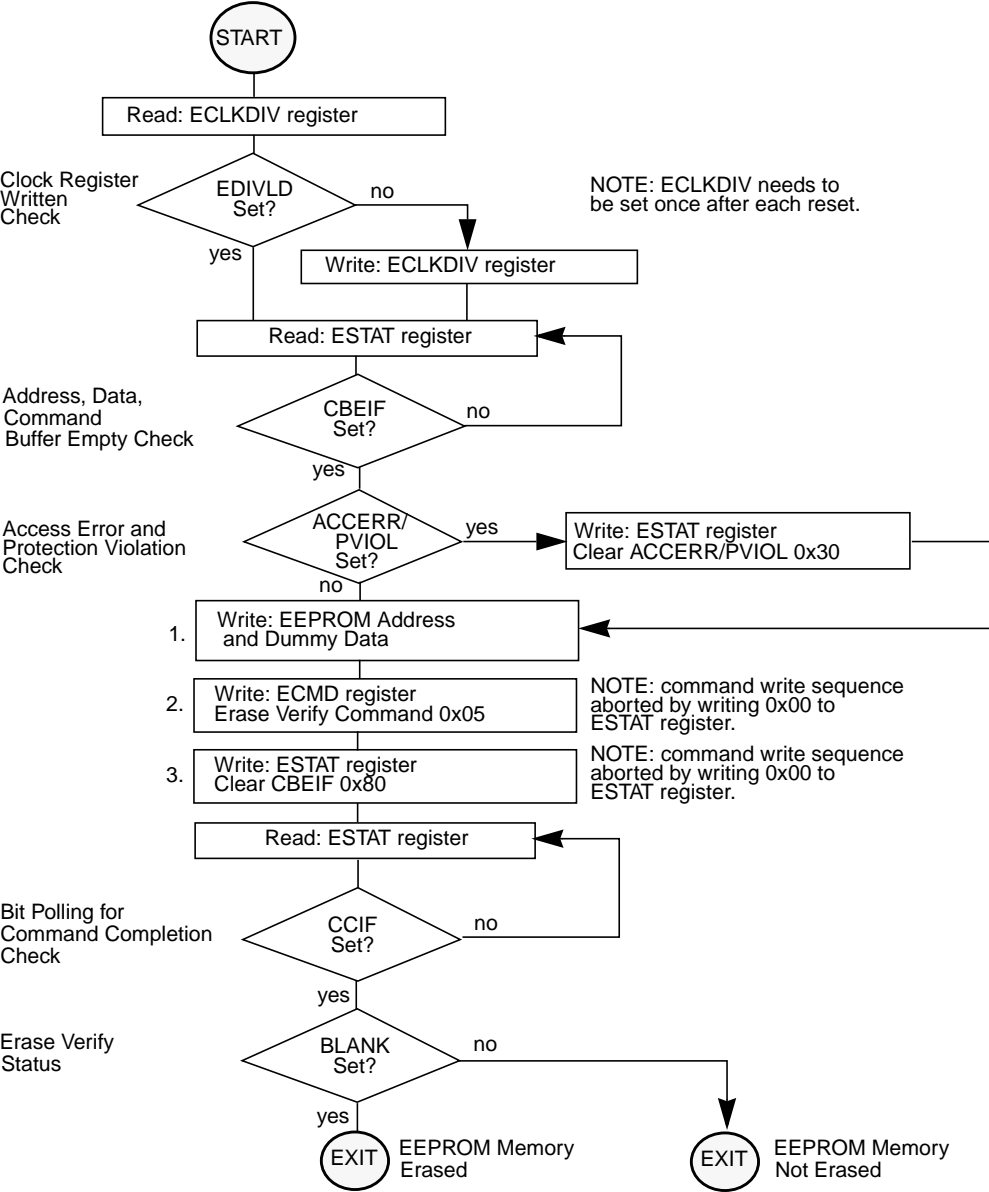 START
Read: ECLKDIV register
Clock Register
Written
Check
EDIVLD
Set?
no
NOTE: ECLKDIV needs to
be set once after each reset.
yes
Write: ECLKDIV register
Read: ESTAT register
Address, Data,
Command
Buffer Empty Check
CBEIF
Set?
no
yes
Access Error and
Protection Violation
Check
ACCERR/
PVIOL
Set?
yes
Write: ESTAT register
Clear ACCERR/PVIOL 0x30
no
1.
Write: EEPROM Address
and Dummy Data
2.
Write: ECMD register
Erase Verify Command 0x05
NOTE: command write sequence
aborted by writing 0x00 to
ESTAT register.
3.
Write: ESTAT register
Clear CBEIF 0x80
NOTE: command write sequence
aborted by writing 0x00 to
ESTAT register.
Read: ESTAT register
Bit Polling for
Command Completion
Check
CCIF
Set?
no
yes
Erase Verify
Status
BLANK
Set?
no
yes
EXIT
EEPROM Memory
Erased
EXIT
EEPROM Memory
Not Erased